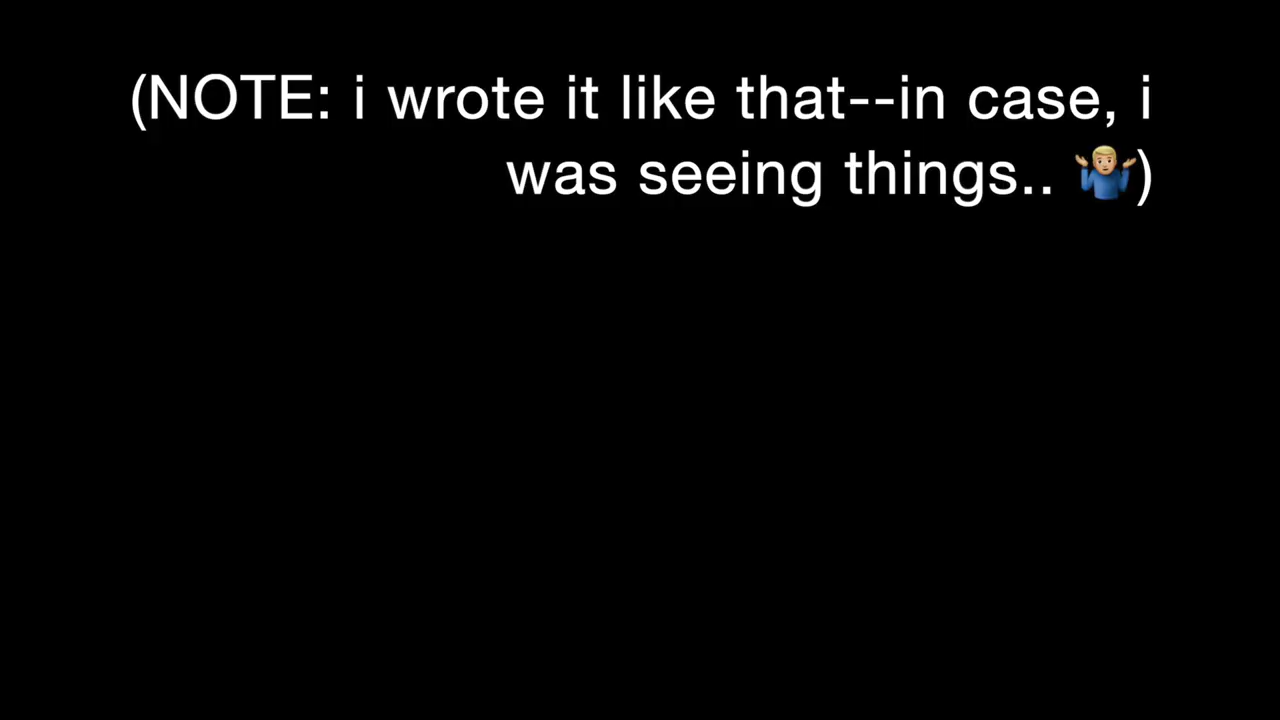 (NOTE: i wrote it like that--in case, i
was seeing things.. 🤷🏼‍♂️)